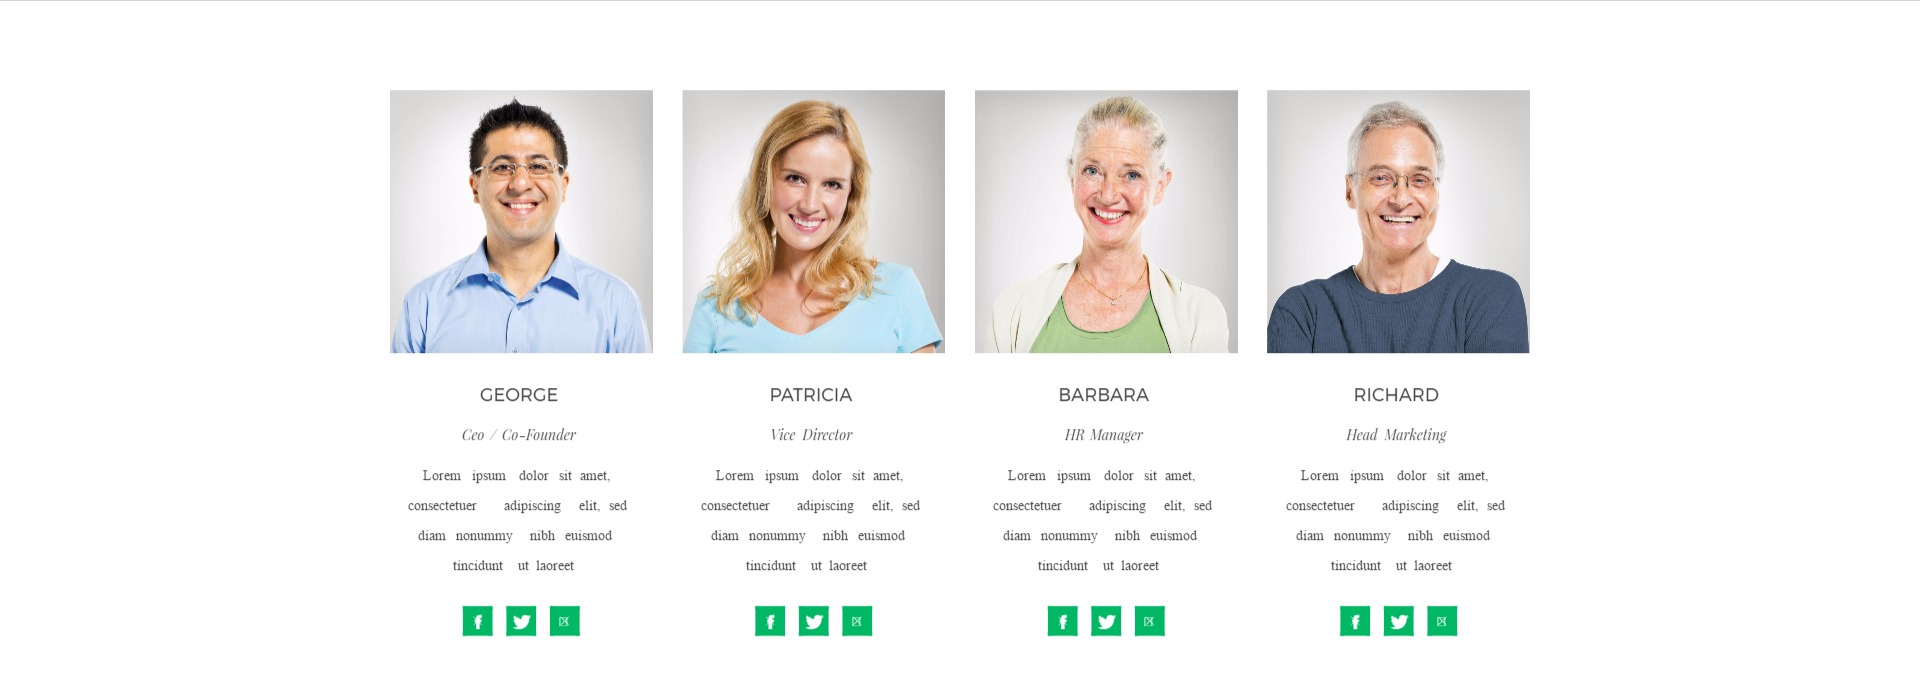 GEORGE
Ceo / Co-Founder
Lorem ipsum dolor sit amet,
consectetuer adipiscing elit, sed
diam nonummy nibh euismod
tincidunt ut laoreet
PATRICIA
Vice Director
Lorem ipsum dolor sit amet,
consectetuer adipiscing elit, sed
diam nonummy nibh euismod
tincidunt ut laoreet
BARBARA
HR Manager
Lorem ipsum dolor sit amet,
consectetuer adipiscing elit, sed
diam nonummy nibh euismod
tincidunt ut laoreet
RICHARD
Head Marketing
Lorem ipsum dolor sit amet,
consectetuer adipiscing elit, sed
diam nonummy nibh euismod
tincidunt ut laoreet